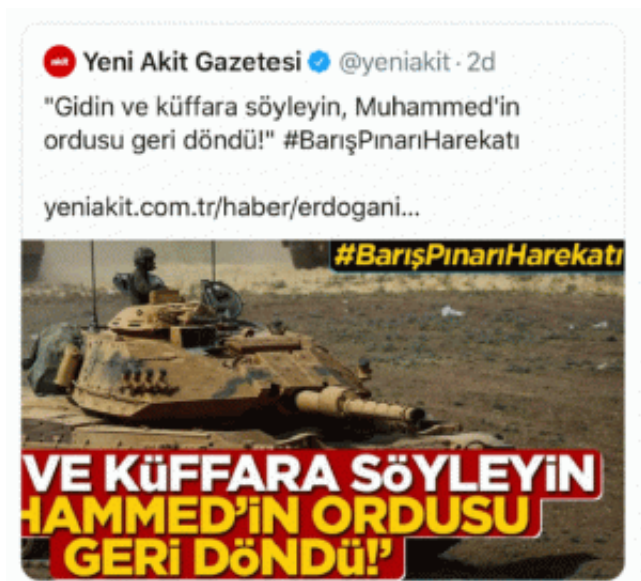 akit Yeni Akit Gazetesi @yeniakit · 2d
"Gidin ve küffara söyleyin, Muhammed'in
ordusu geri döndü!" #BarışPınarıHarekatı
yeniakit.com.tr/haber/erdogani...
#BarışPınarıHarekatı
VE KÜFFARA SÖYLEYİN
HAMMED'İN ORDUSU
GERİ DÖNDÜ!'